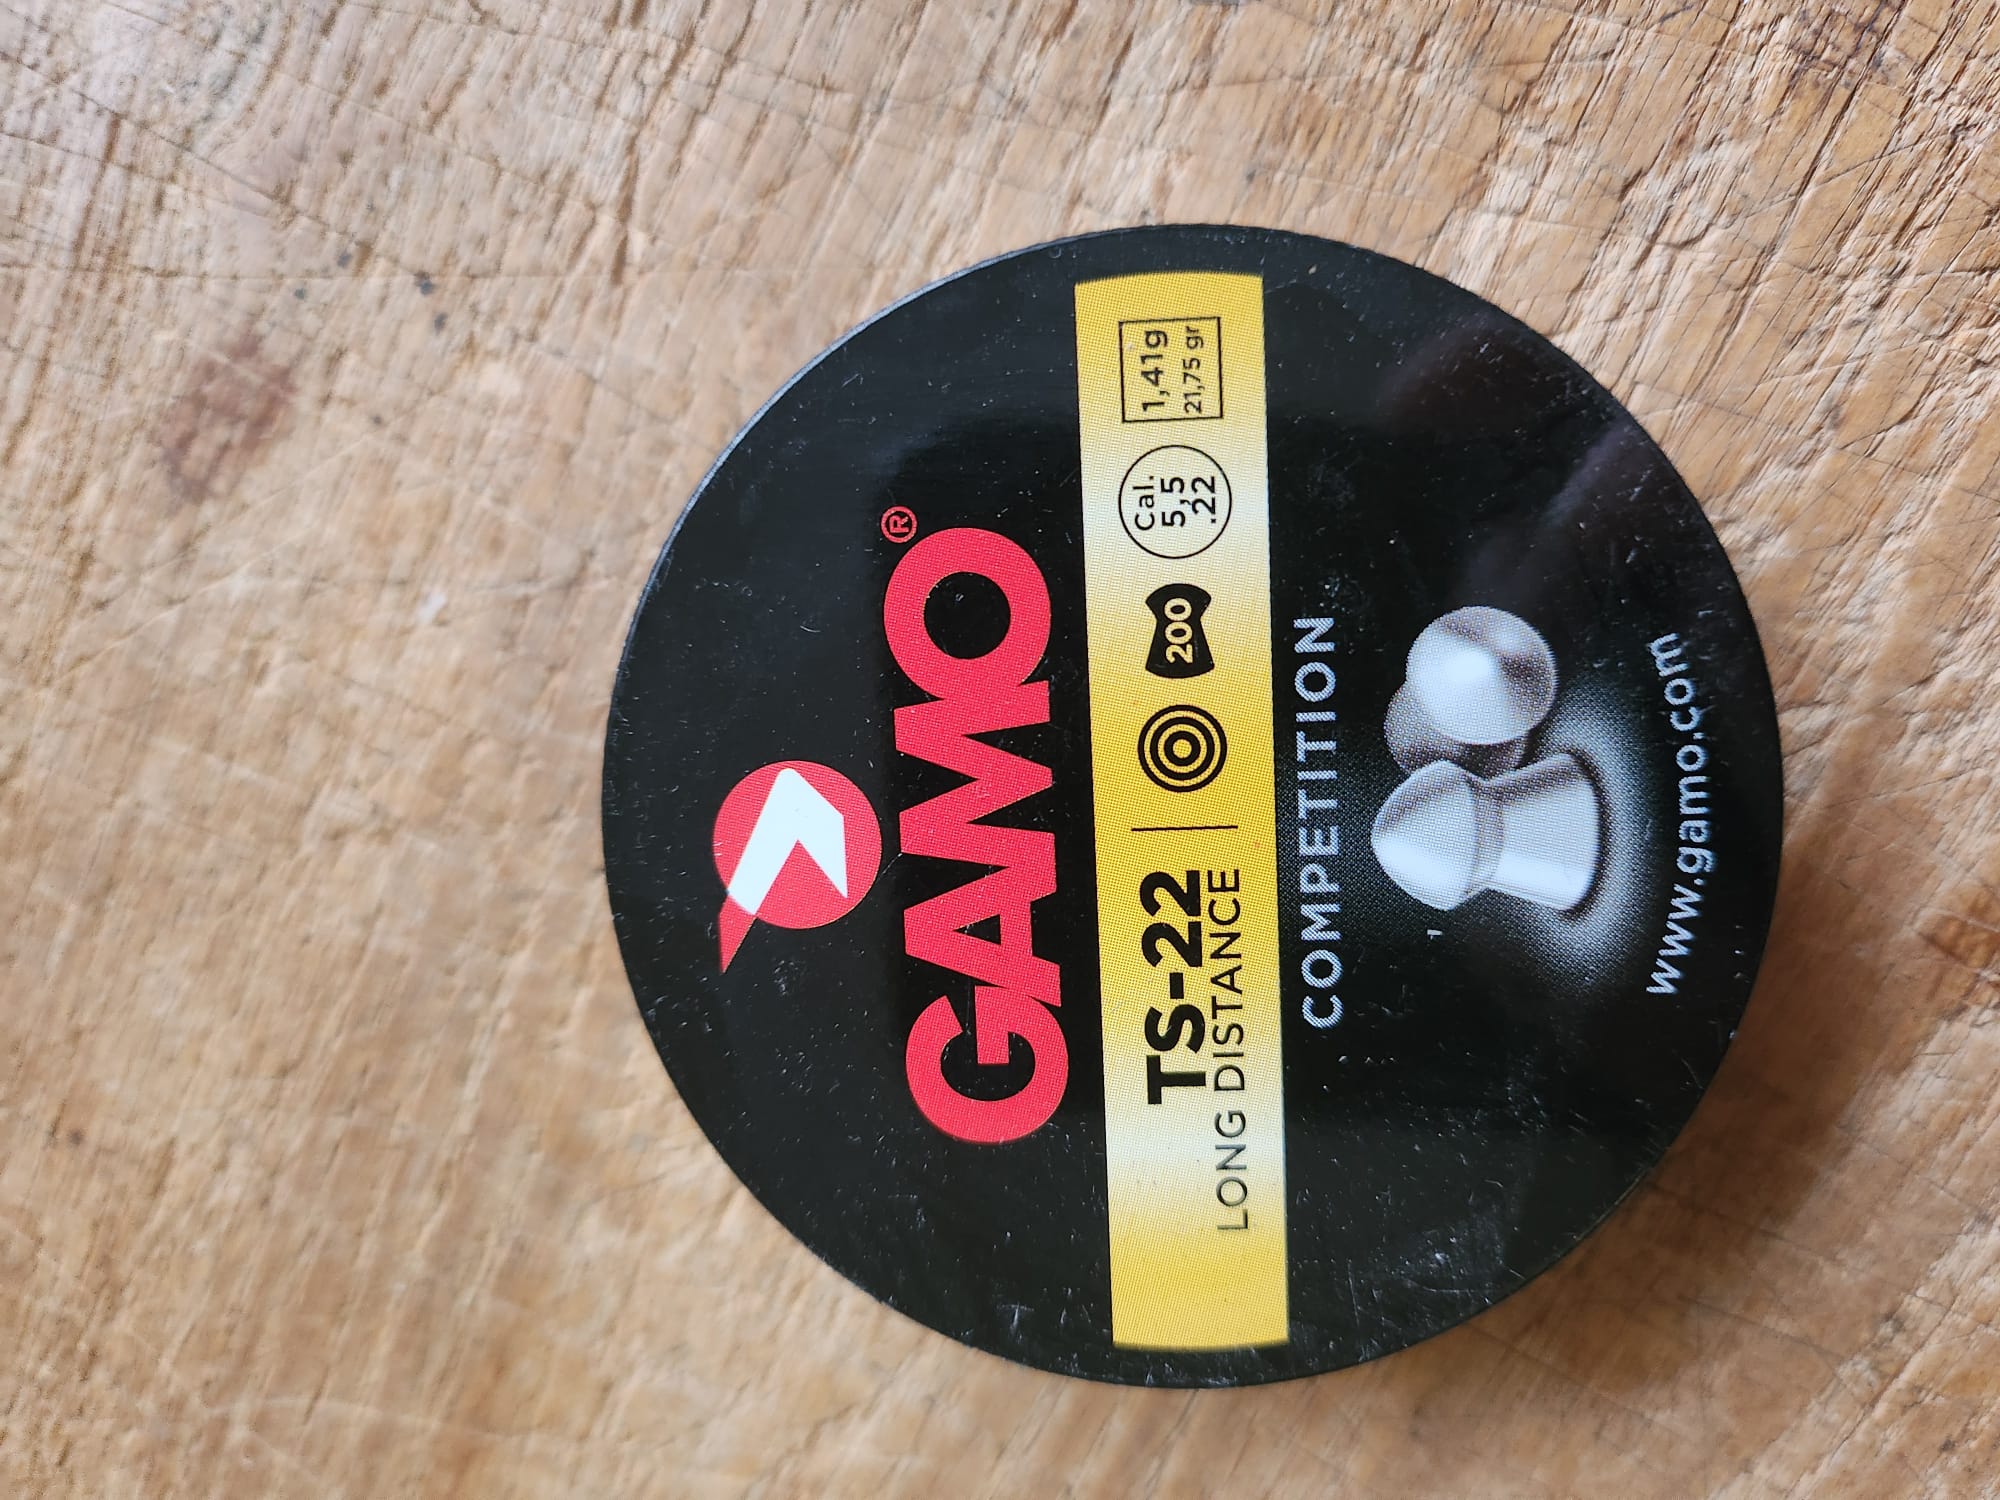 GAMO®
TS-22
LONG DISTANCE
200
Cal.
5,5
.22
1,41g
21,75 gr
COMPETITION
www.gamo.com